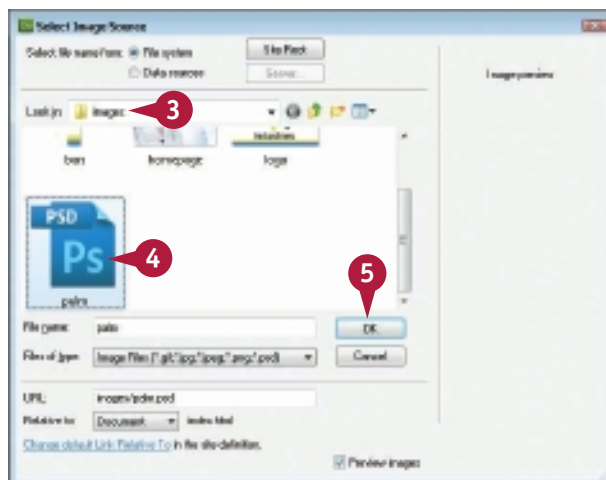 Select Image Source
Select file name from: File system
Site Root
Data sources
Server...
Image preview
Look in: images
3
industries
ban homepage logo
PSD
Ps
4
palm
5
File name: palm
OK
Files of type: Image Files (*.gif;*.jpg;*.jpeg;*.png;*.psd)
Cancel
URL: images/palm.psd
Relative to: Document index.html
Change default Link Relative To in the site definition.
Preview images